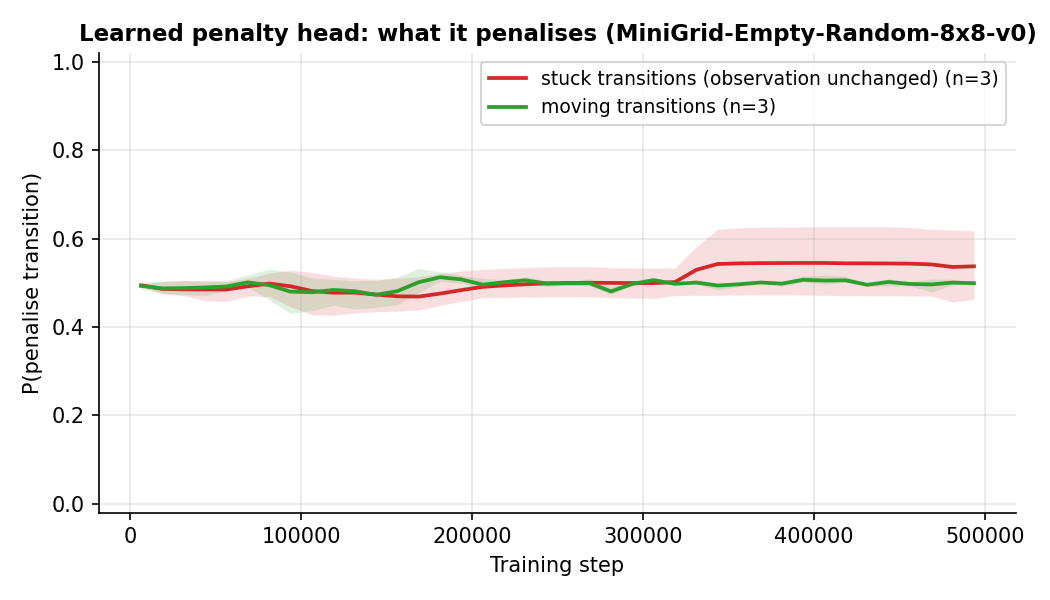 Learned penalty head: what it penalises (MiniGrid-Empty-Random-8x8-v0)
stuck transitions (observation unchanged) (n=3)
moving transitions (n=3)
P(penalise transition)
1.0
0.8
0.6
0.4
0.2
0.0
0 100000 200000 300000 400000 500000
Training step